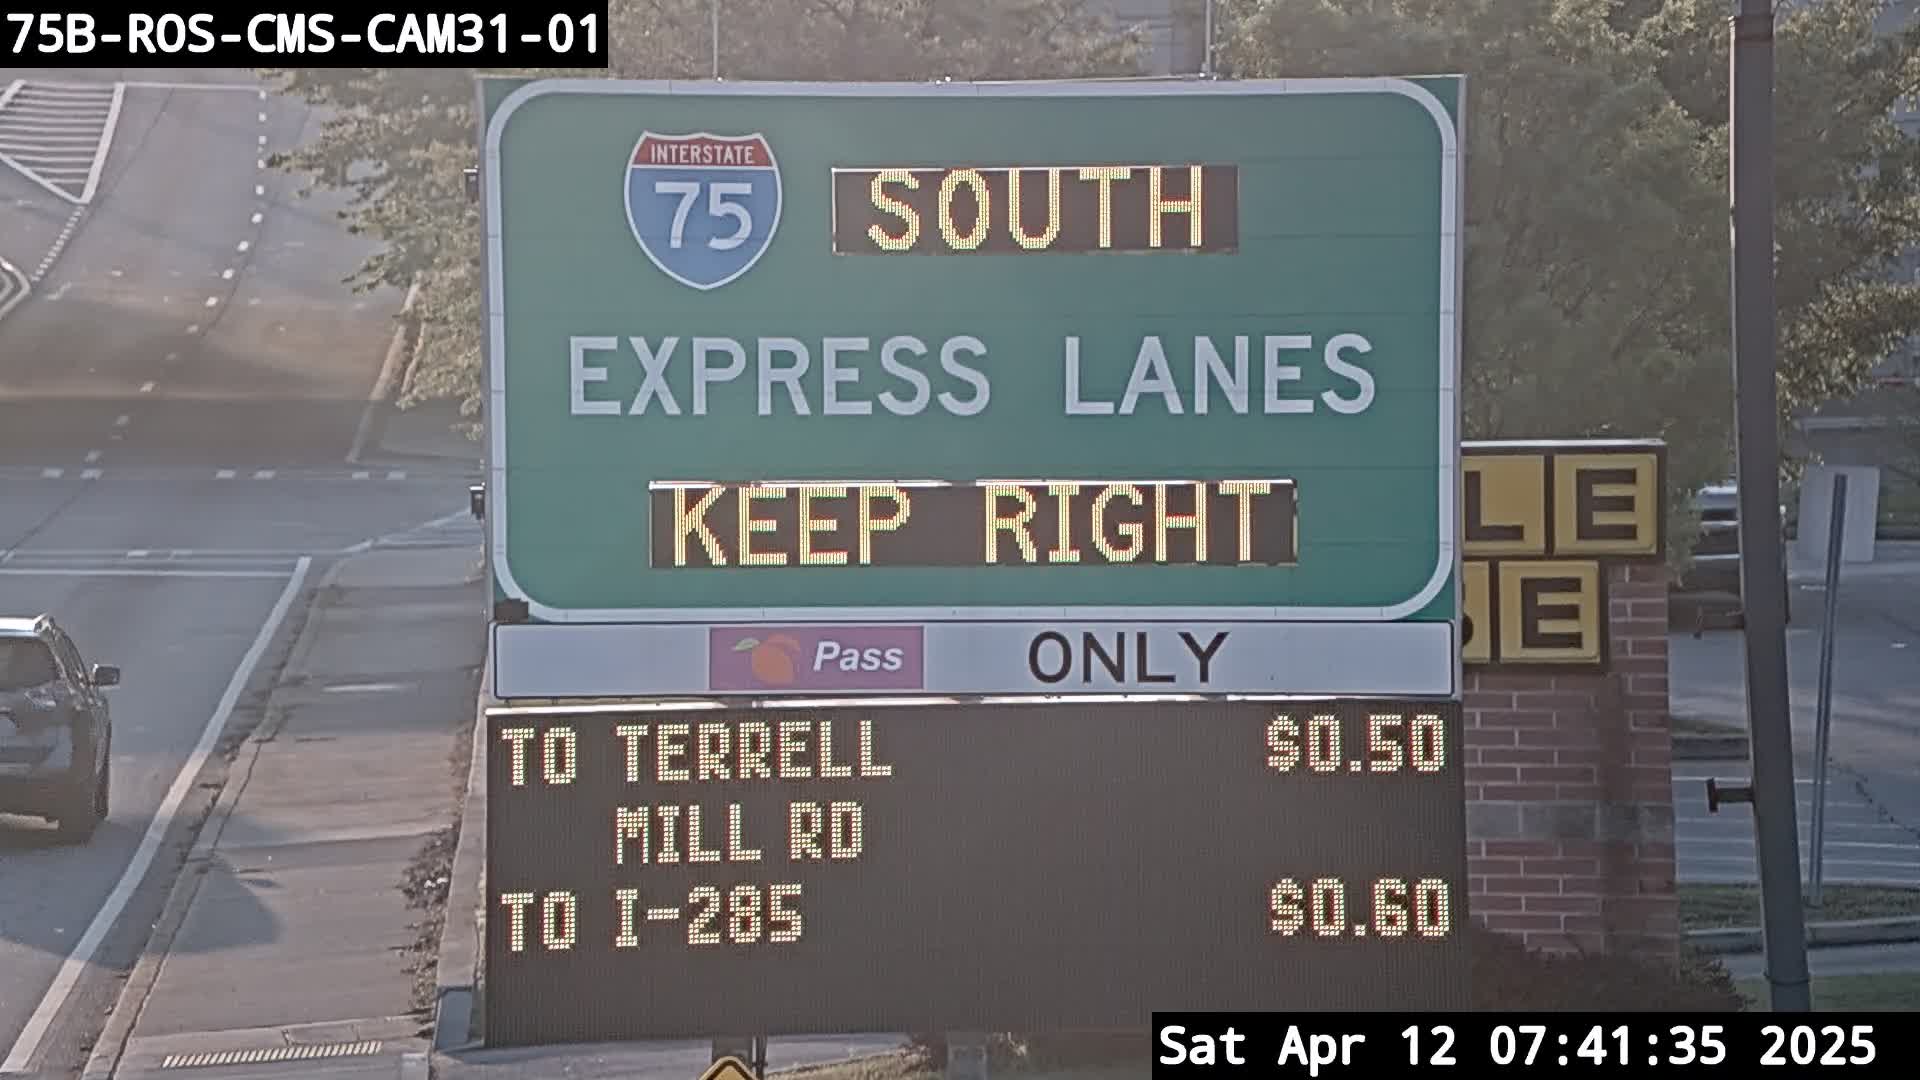 75B-ROS-CMS-CAM31-01
INTERSTATE
75
SOUTH
EXPRESS LANES
KEEP RIGHT
Pass ONLY
TO TERRELL $0.50
MILL RD
TO I-285 $0.60
LE
E
Sat Apr 12 07:41:35 2025